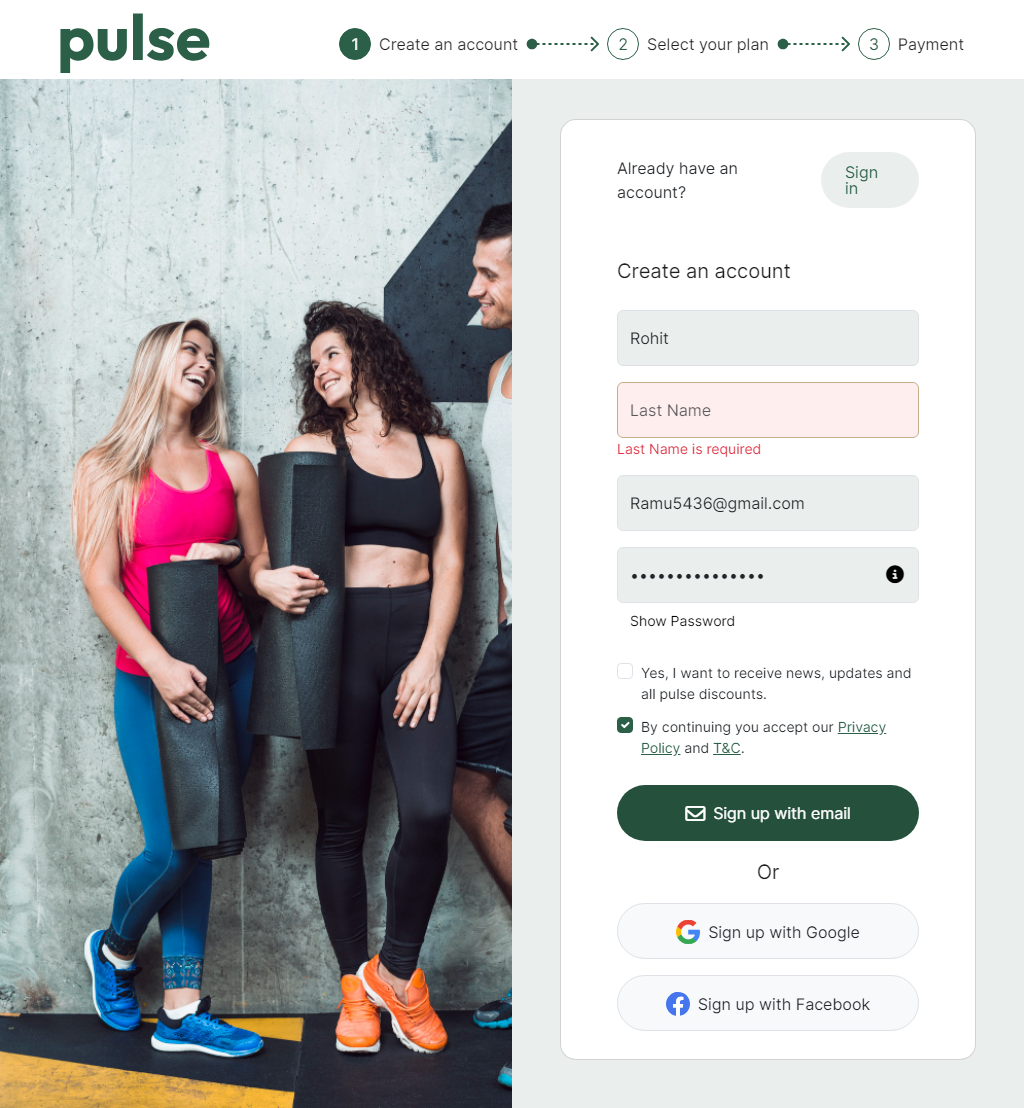 pulse
1 Create an account
2 Select your plan
3 Payment
Already have an
account?
Sign
in
Create an account
Rohit
Last Name
Last Name is required
Ramu5436@gmail.com
•••••••••••••••
Show Password
Yes, I want to receive news, updates and
all pulse discounts.
By continuing you accept our Privacy
Policy and T&C.
Sign up with email
Or
Sign up with Google
Sign up with Facebook